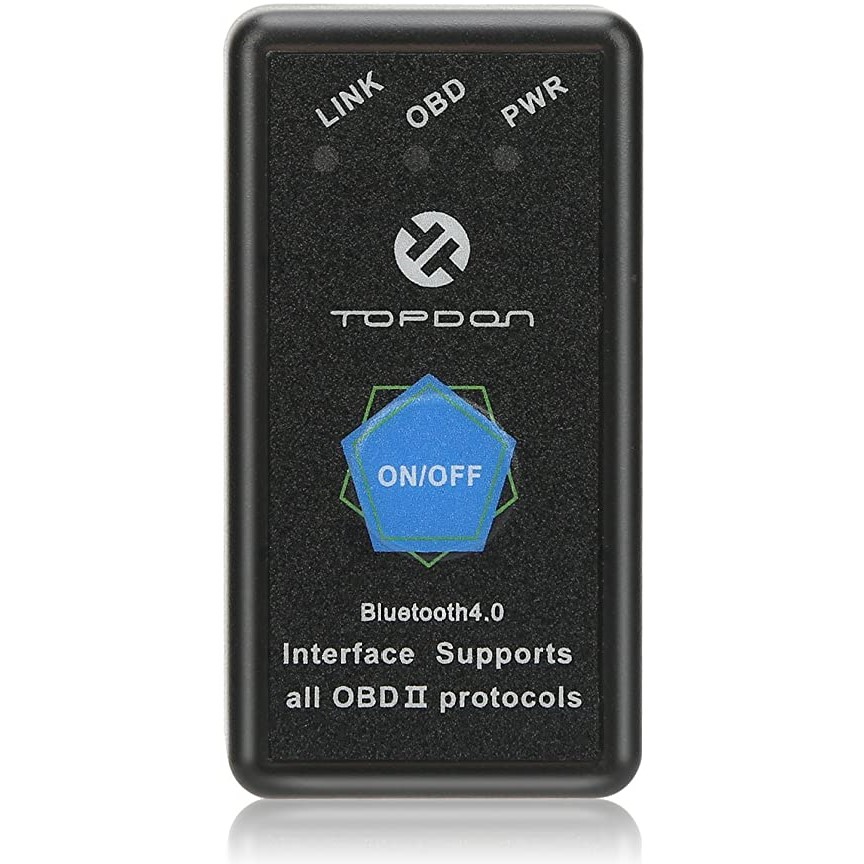 LINK OBD PWR
TOPDON
ON/OFF
Bluetooth4.0
Interface Supports
all OBDⅡ protocols